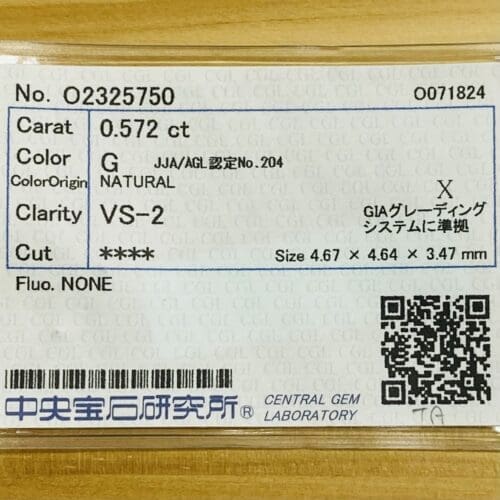 No. O2325750 O071824
Carat 0.572 ct
Color G JJA/AGL認定No.204
ColorOrigin NATURAL
X
Clarity VS-2 GIAグレーディング
システムに準拠
Cut **** Size 4.67 × 4.64 × 3.47 mm
Fluo. NONE
中央宝石研究所® CENTRAL GEM
LABORATORY
TA